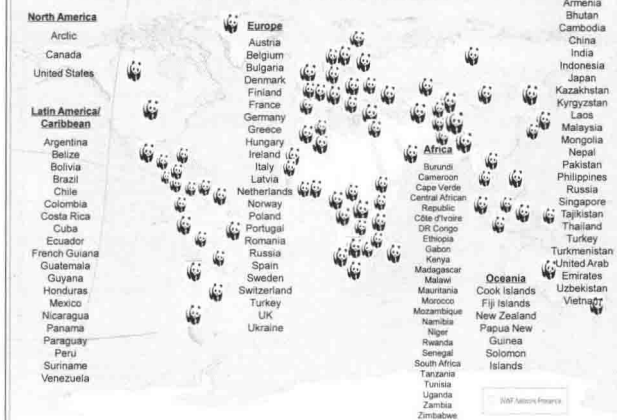 North America
Arctic
Canada
United States
Latin America/
Caribbean
Argentina
Belize
Bolivia
Brazil
Chile
Colombia
Costa Rica
Cuba
Ecuador
French Guiana
Guatemala
Guyana
Honduras
Mexico
Nicaragua
Panama
Paraguay
Peru
Suriname
Venezuela
Europe
Austria
Belgium
Bulgaria
Denmark
Finland
France
Germany
Greece
Hungary
Ireland
Italy
Latvia
Netherlands
Norway
Poland
Portugal
Romania
Russia
Spain
Sweden
Switzerland
Turkey
UK
Ukraine
Africa
Burundi
Cameroon
Cape Verde
Central African
Republic
Côte d'Ivoire
DR Congo
Ethiopia
Gabon
Kenya
Madagascar
Malawi
Mauritania
Morocco
Mozambique
Namibia
Niger
Rwanda
Senegal
South Africa
Tanzania
Tunisia
Uganda
Zambia
Zimbabwe
Oceania
Cook Islands
Fiji Islands
New Zealand
Papua New
Guinea
Solomon
Islands
Armenia
Bhutan
Cambodia
China
India
Indonesia
Japan
Kazakhstan
Kyrgyzstan
Laos
Malaysia
Mongolia
Nepal
Pakistan
Philippines
Russia
Singapore
Tajikistan
Thailand
Turkey
Turkmenistan
United Arab
Emirates
Uzbekistan
Vietnam